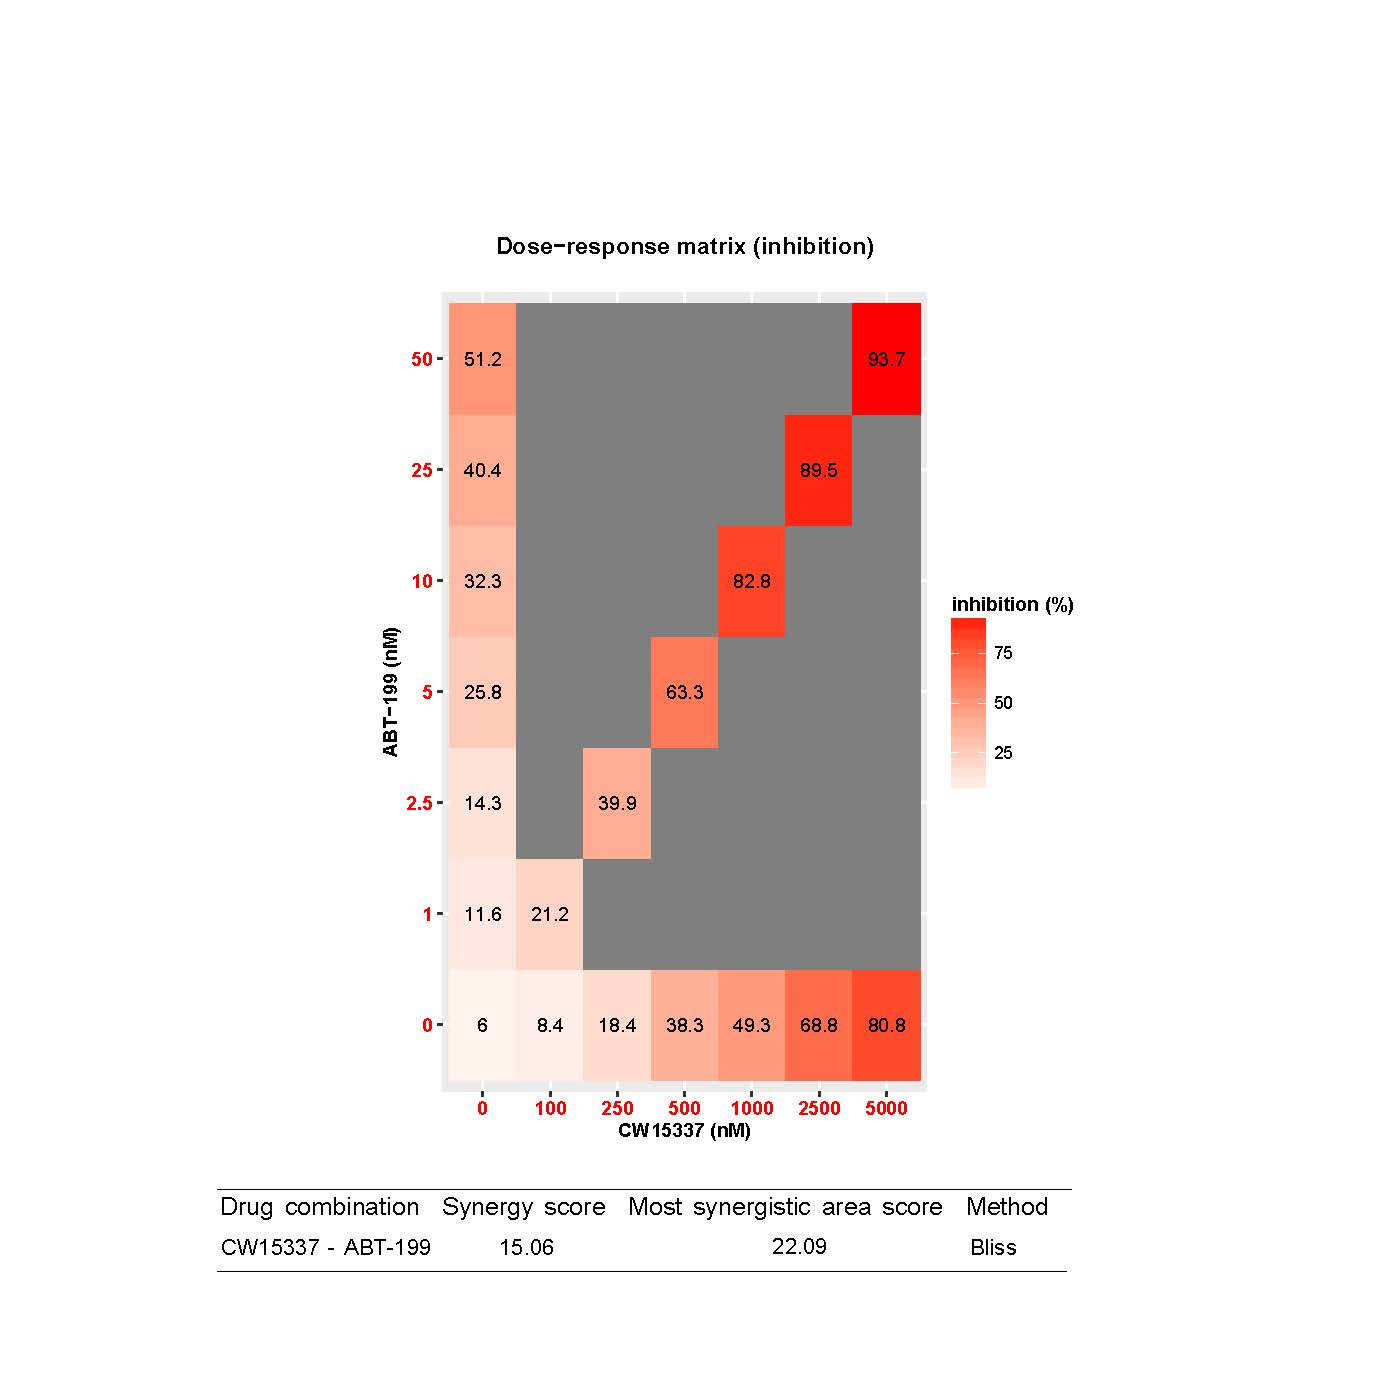 Dose−response matrix (inhibition)
50 51.2 93.7
25 40.4 89.5
10 32.3 82.8
inhibition (%)
75
50
25
ABT−199 (nM)
5 25.8 63.3
2.5 14.3 39.9
1 11.6 21.2
0 6 8.4 18.4 38.3 49.3 68.8 80.8
0 100 250 500 1000 2500 5000
CW15337 (nM)
Drug combination Synergy score Most synergistic area score Method
CW15337 - ABT-199 15.06 22.09 Bliss